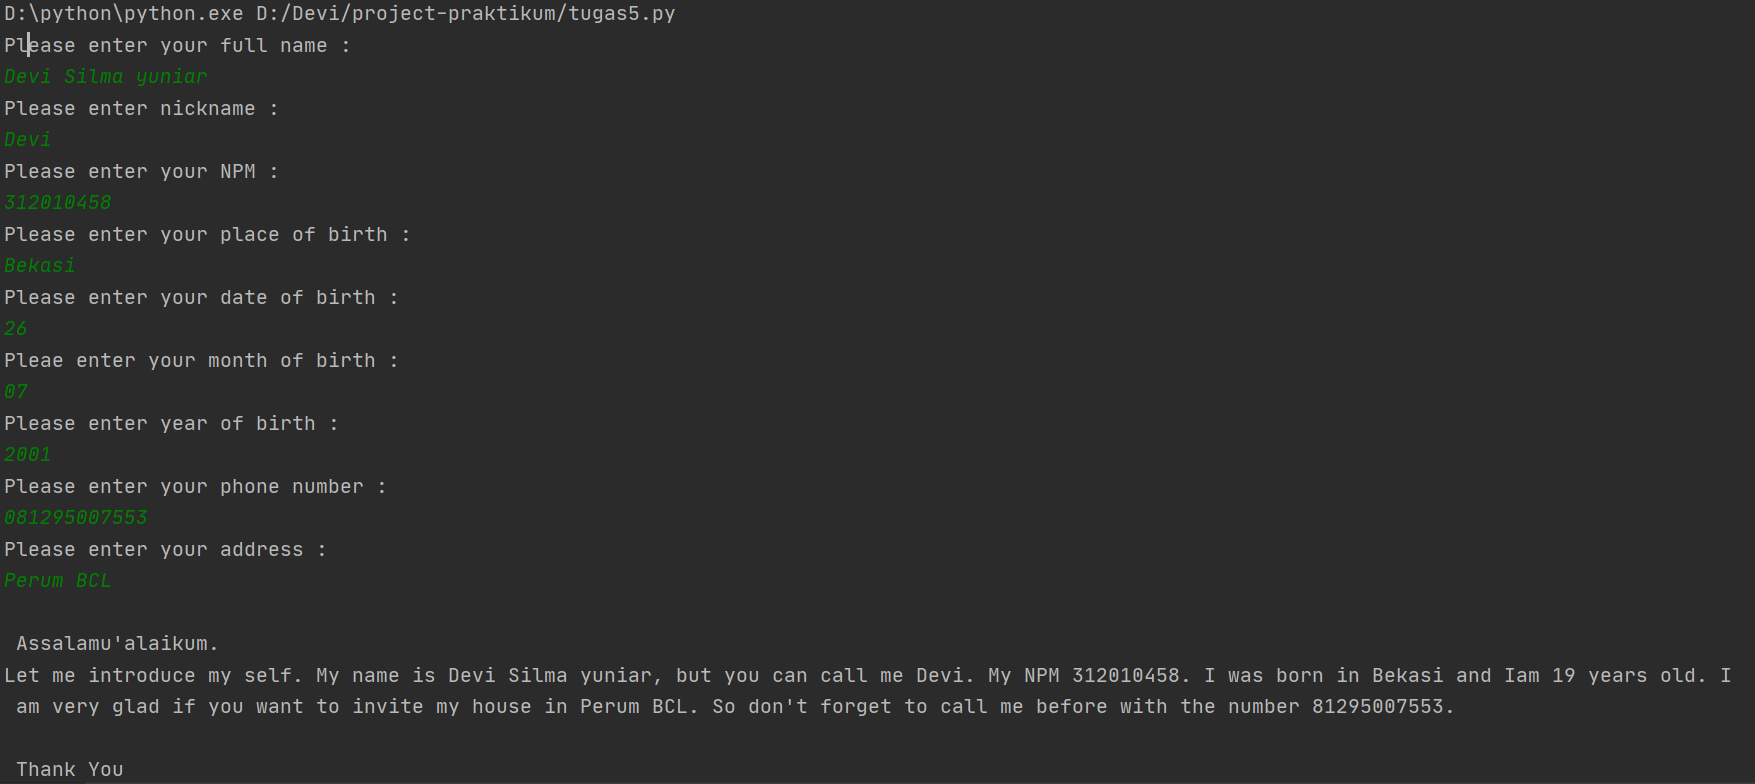 D:\python\python.exe D:/Devi/project-praktikum/tugas5.py
Please enter your full name :
Devi Silma yuniar
Please enter nickname :
Devi
Please enter your NPM :
312010458
Please enter your place of birth :
Bekasi
Please enter your date of birth :
26
Pleae enter your month of birth :
07
Please enter year of birth :
2001
Please enter your phone number :
081295007553
Please enter your address :
Perum BCL
Assalamu'alaikum.
Let me introduce my self. My name is Devi Silma yuniar, but you can call me Devi. My NPM 312010458. I was born in Bekasi and Iam 19 years old. I
am very glad if you want to invite my house in Perum BCL. So don't forget to call me before with the number 81295007553.
Thank You